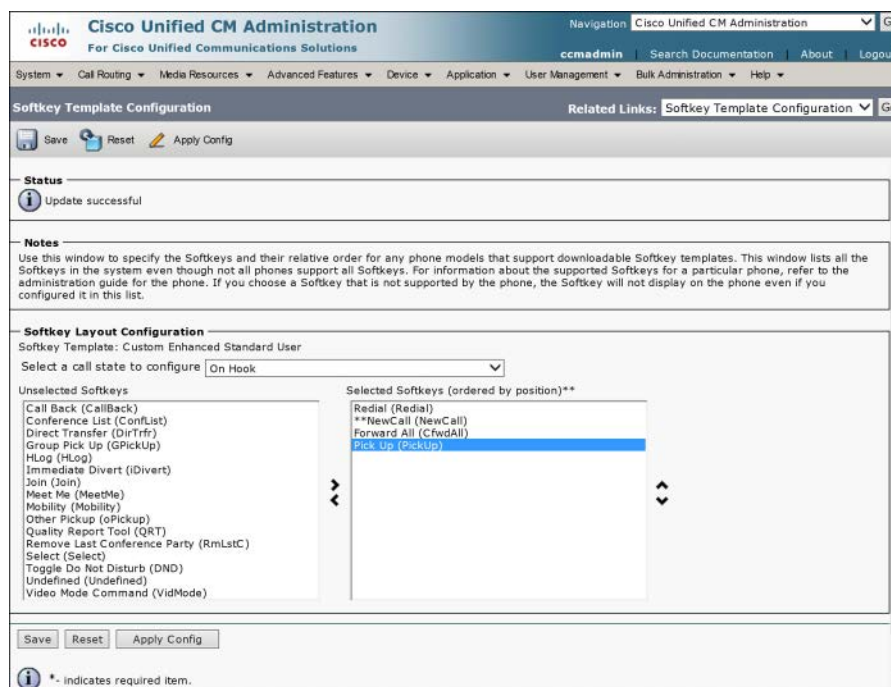 CISCO
Cisco Unified CM Administration
For Cisco Unified Communications Solutions
Navigation Cisco Unified CM Administration
ccmadmin Search Documentation About Logou
System Call Routing Media Resources Advanced Features Device Application User Management Bulk Administration Help
Softkey Template Configuration
Related Links: Softkey Template Configuration G
Save Reset Apply Config
Status
Update successful
Notes
Use this window to specify the Softkeys and their relative order for any phone models that support downloadable Softkey templates. This window lists all the
Softkeys in the system even though not all phones support all Softkeys. For information about the supported Softkeys for a particular phone, refer to the
administration guide for the phone. If you choose a Softkey that is not supported by the phone, the Softkey will not display on the phone even if you
configured it in this list.
Softkey Layout Configuration
Softkey Template: Custom Enhanced Standard User
Select a call state to configure On Hook
Unselected Softkeys
Call Back (CallBack)
Conference List (ConfList)
Direct Transfer (DirTrfr)
Group Pick Up (GPickUp)
HLog (HLog)
Immediate Divert (iDivert)
Join (Join)
Meet Me (MeetMe)
Mobility (Mobility)
Other Pickup (oPickup)
Quality Report Tool (QRT)
Remove Last Conference Party (RmLstC)
Select (Select)
Toggle Do Not Disturb (DND)
Undefined (Undefined)
Video Mode Command (VidMode)
Selected Softkeys (ordered by position)**
Redial (Redial)
**NewCall (NewCall)
Forward All (CfwdAll)
Pick Up (PickUp)
Save Reset Apply Config
*- indicates required item.